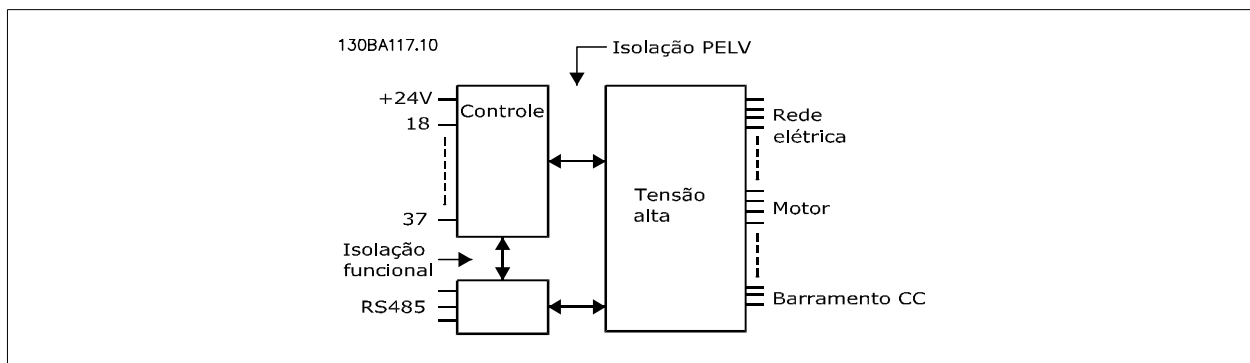 130BA117.10
Isolação PELV
+24V
Controle
18
37
Tensão
alta
Rede
elétrica
Motor
Isolação
funcional
RS485
Barramento CC